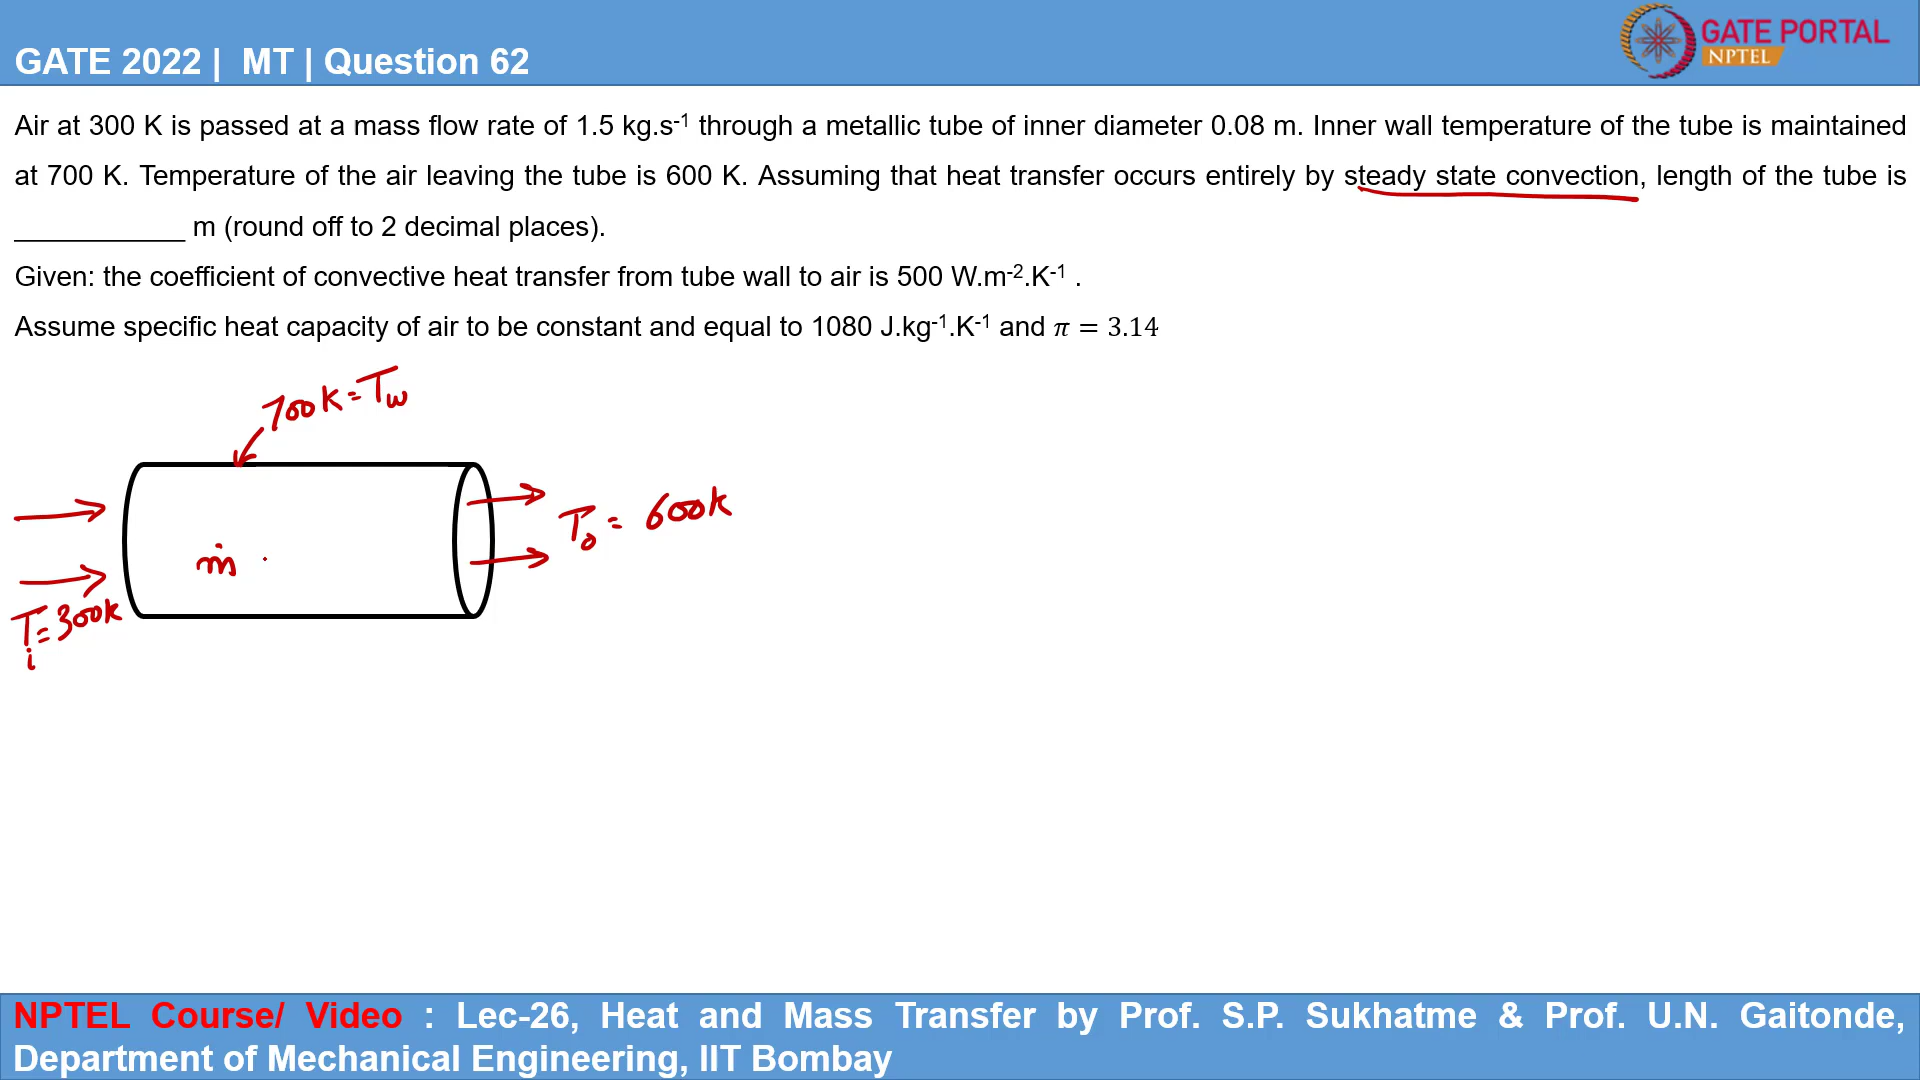 GATE 2022 | MT | Question 62
GATE PORTAL
NPTEL
Air at 300 K is passed at a mass flow rate of 1.5 kg.s⁻¹ through a metallic tube of inner diameter 0.08 m. Inner wall temperature of the tube is maintained
at 700 K. Temperature of the air leaving the tube is 600 K. Assuming that heat transfer occurs entirely by steady state convection, length of the tube is
___________ m (round off to 2 decimal places).
Given: the coefficient of convective heat transfer from tube wall to air is 500 W.m⁻².K⁻¹ .
Assume specific heat capacity of air to be constant and equal to 1080 J.kg⁻¹.K⁻¹ and π = 3.14
700K = T_w
T_o = 600K
ṁ
T_i = 300K
NPTEL Course/ Video : Lec-26, Heat and Mass Transfer by Prof. S.P. Sukhatme & Prof. U.N. Gaitonde,
Department of Mechanical Engineering, IIT Bombay